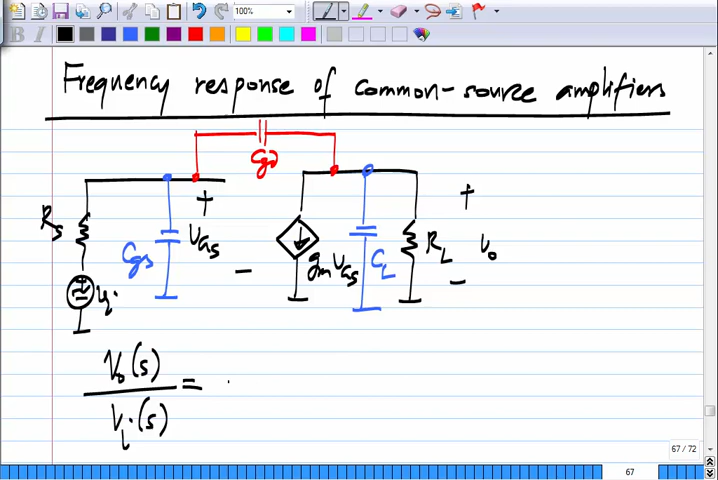 100%
B I
Frequency response of common-source amplifiers
Cgd
Rs
+
+
Cgs
VGS
gmVGS
CL
RL
Vo
-
-
Vi
Vo(s)
=
Vi(s)
67 / 72
67